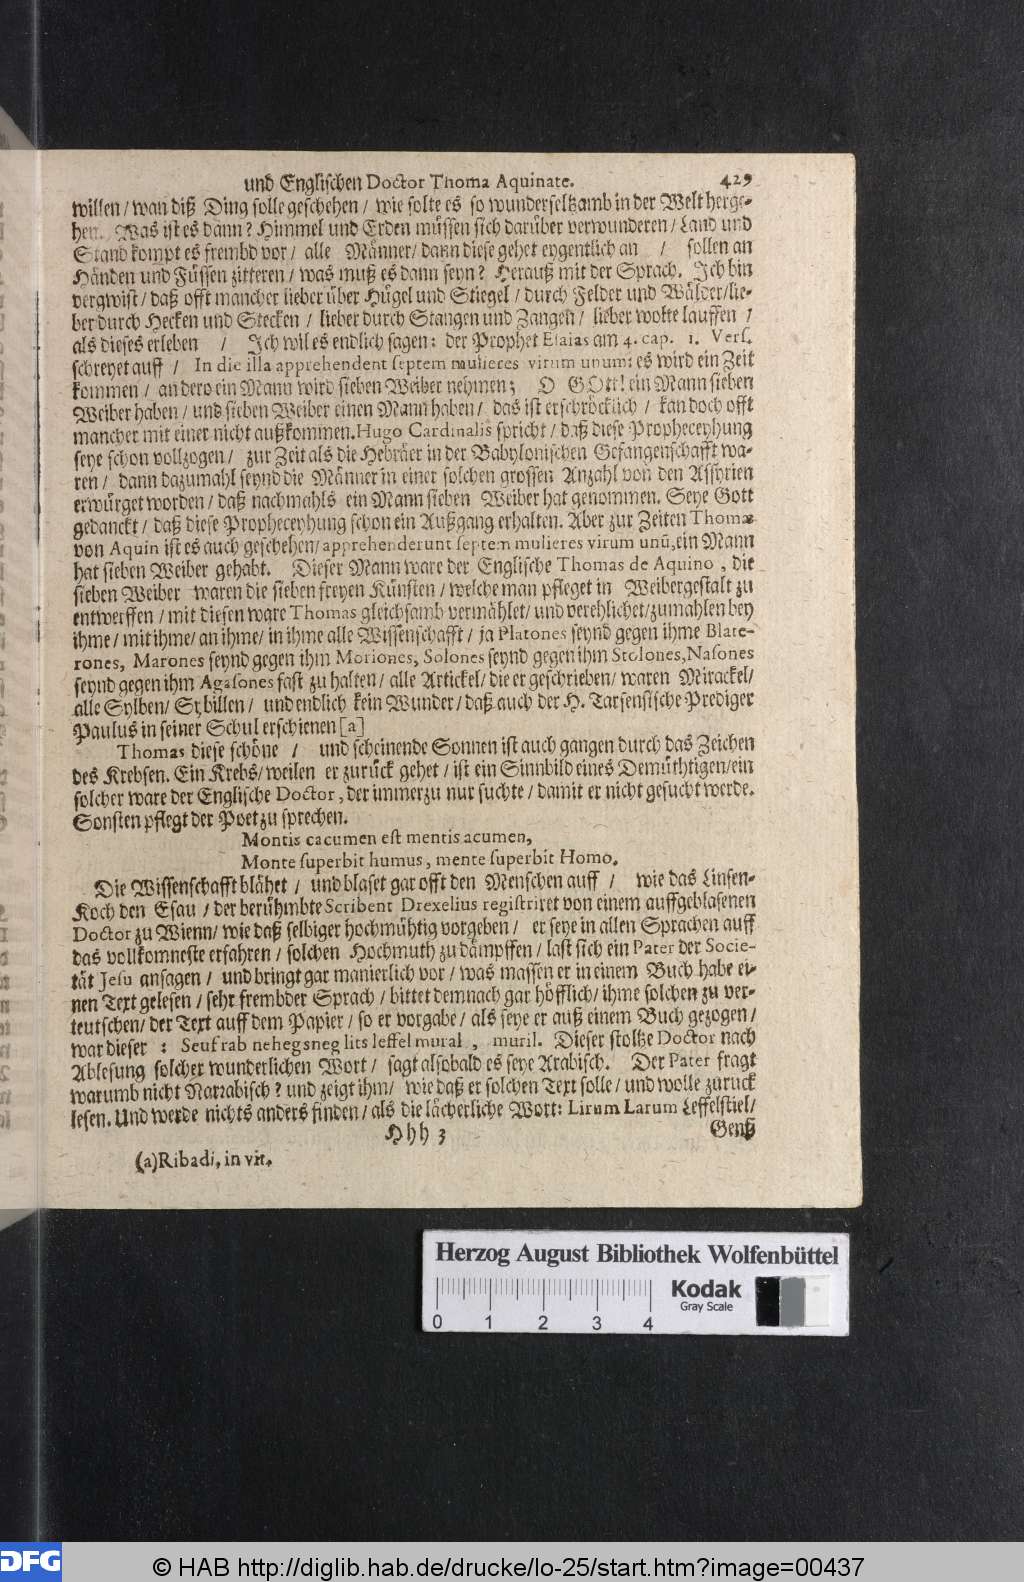 und Englischen Doctor Thoma Aquinate. 429
willen / wan diß Ding solle geschehen / wie solte es so wunderseltzamb in der Welt herge-
hen. Was ist es dann? Himmel und Erden müssen sich darüber verwunderen / Land und
Stand kompt es frembd vor / alle Männer / dann diese gehet eygentlich an / sollen an
Händen und Füssen zitteren / was muß es dann seyn? Herauß mit der Sprach. Ich bin
vergwist / daß offt mancher lieber über Hügel und Stiegel / durch Felder und Wälder / lie-
ber durch Hecken und Stecken / lieber durch Stangen und Zangen / lieber wolte lauffen /
als dieses erleben / Ich wil es endlich sagen: der Prophet Esaias am 4. cap. 1. Vers.
schreyet auff / In die illa apprehendent septem mulieres virum unum: es wird ein Zeit
kommen / an dero ein Mann wird sieben Weiber nehmen; O GOtt! ein Mann sieben
Weiber haben / und sieben Weiber einen Mann haben / das ist erschröcklich / kan doch offt
mancher mit einer nicht außkommen. Hugo Cardinalis spricht / daß diese Propheceyhung
seye schon vollzogen / zur Zeit als die Hebräer in der Babylonischen Gefangenschafft wa-
ren / dann dazumahl seynd die Männer in einer solchen grossen Anzahl von den Assyrien
erwürget worden / daß nachmahls ein Mann sieben Weiber hat genommen. Seye Gott
gedanckt / daß diese Propheceyhung schon ein Außgang erhalten. Aber zur Zeiten Thomæ
von Aquin ist es auch geschehen / apprehenderunt septem mulieres virum unũ, ein Mann
hat sieben Weiber gehabt. Dieser Mann ware der Englische Thomas de Aquino, die
sieben Weiber waren die sieben freyen Künsten / welche man pfleget in Weibergestalt zu
entwerffen / mit diesen ware Thomas gleichsamb vermählet / und verehlichet / zumahlen bey
ihme / mit ihme / an ihme / in ihme alle Wissenschafft / ja Platones seynd gegen ihme Blate-
rones, Marones seynd gegen ihm Moriones, Solones seynd gegen ihm Stolones, Nasones
seynd gegen ihm Agasones fast zu halten / alle Artickel / die er geschrieben / waren Mirackel /
alle Sylben / Sybillen / und endlich kein Wunder / daß auch der H. Tarsensische Prediger
Paulus in seiner Schul erschienen [a]
Thomas diese schöne / und scheinende Sonnen ist auch gangen durch das Zeichen
des Krebsen. Ein Krebs / weilen er zurück gehet / ist ein Sinnbild eines Demüthtigen / ein
solcher ware der Englische Doctor, der immerzu nur suchte / damit er nicht gesucht werde.
Sonsten pflegt der Poet zu sprechen.
Montis cacumen est mentis acumen,
Monte superbit humus, mente superbit Homo.
Die Wissenschafft blähet / und blaset gar offt den Menschen auff / wie das Linsen-
Koch den Esau / der berühmbte Scribent Drexelius registriret von einem auffgeblasenen
Doctor zu Wienn / wie daß selbiger hochmühtig vorgeben / er seye in allen Sprachen auff
das vollkomneste erfahren / solchen Hochmuth zu dämpffen / last sich ein Pater der Socie-
tät Jesu ansagen / und bringt gar manierlich vor / was massen er in einem Buch habe ei-
nen Text gelesen / sehr frembder Sprach / bittet demnach gar höfflich / ihme solchen zu ver-
teutschen / der Text auff dem Papier / so er vorgabe / als seye er auß einem Buch gezogen /
war dieser : Seuf rab nehegsneg lits leffel mural, muril. Dieser stoltze Doctor nach
Ablesung solcher wunderlichen Wort / sagt alsobald es seye Arabisch. Der Pater fragt
warumb nicht Narrabisch? und zeigt ihm / wie daß er solchen Text solle / und wolle zuruck
lesen. Und werde nichts anders finden / als die lächerliche Wort: Lirum Larum Leffelstiel /
Hhh 3 Genß
(a) Ribadi. in vit.
Herzog August Bibliothek Wolfenbüttel
0 1 2 3 4
Kodak
Gray Scale
DFG
© HAB http://diglib.hab.de/drucke/lo-25/start.htm?image=00437